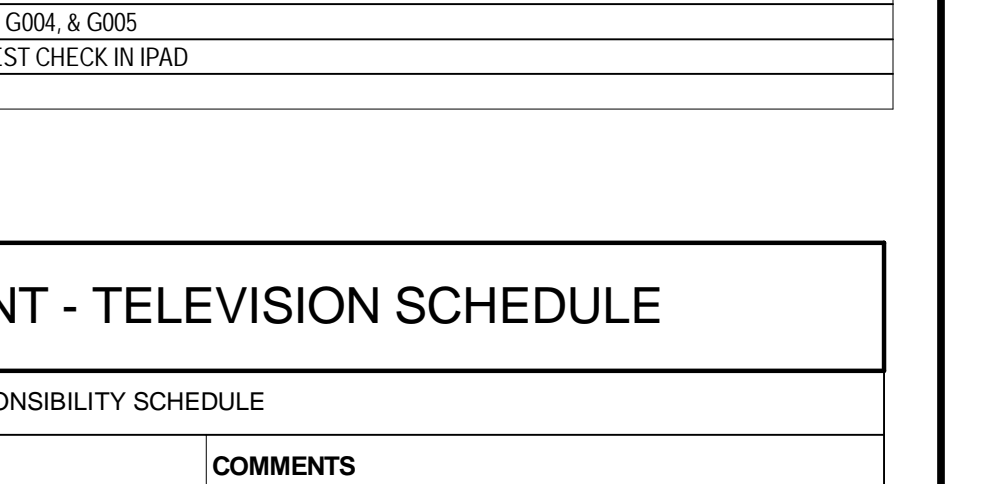 G004, & G005
EST CHECK IN IPAD
NT - TELEVISION SCHEDULE
ONSIBILITY SCHEDULE
COMMENTS